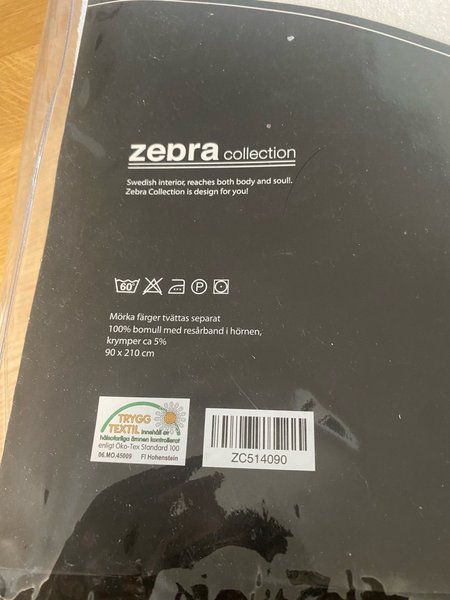 zebra collection
Swedish interior, reaches both body and soul!.
Zebra Collection is design for you!
60°
P
Mörka färger tvättas separat
100% bomull med resårband i hörnen,
krymper ca 5%
90 x 210 cm
TRYGG
TEXTIL innehåll av
hälsofarliga ämnen kontrollerat
enligt Öko-Tex Standard 100
06.MO.45009 FI Hohenstein
ZC514090